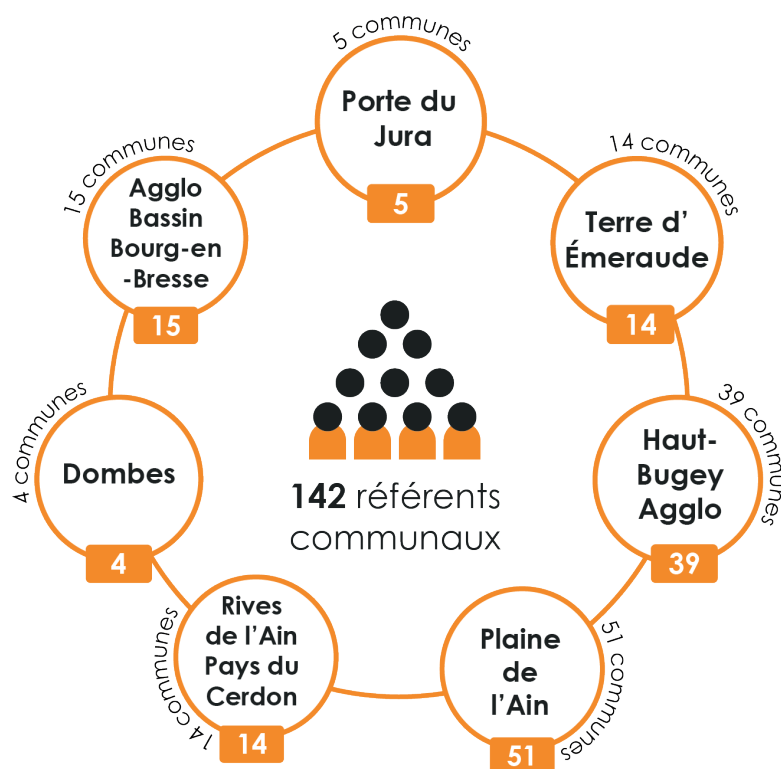 5 communes
Porte du
Jura
5
14 communes
Terre d'
Émeraude
14
39 communes
Haut-
Bugey
Agglo
39
51 communes
Plaine
de
l'Ain
51
14 communes
Rives
de l'Ain
Pays du
Cerdon
14
4 communes
Dombes
4
15 communes
Agglo
Bassin
Bourg-en
-Bresse
15
142 référents
communaux